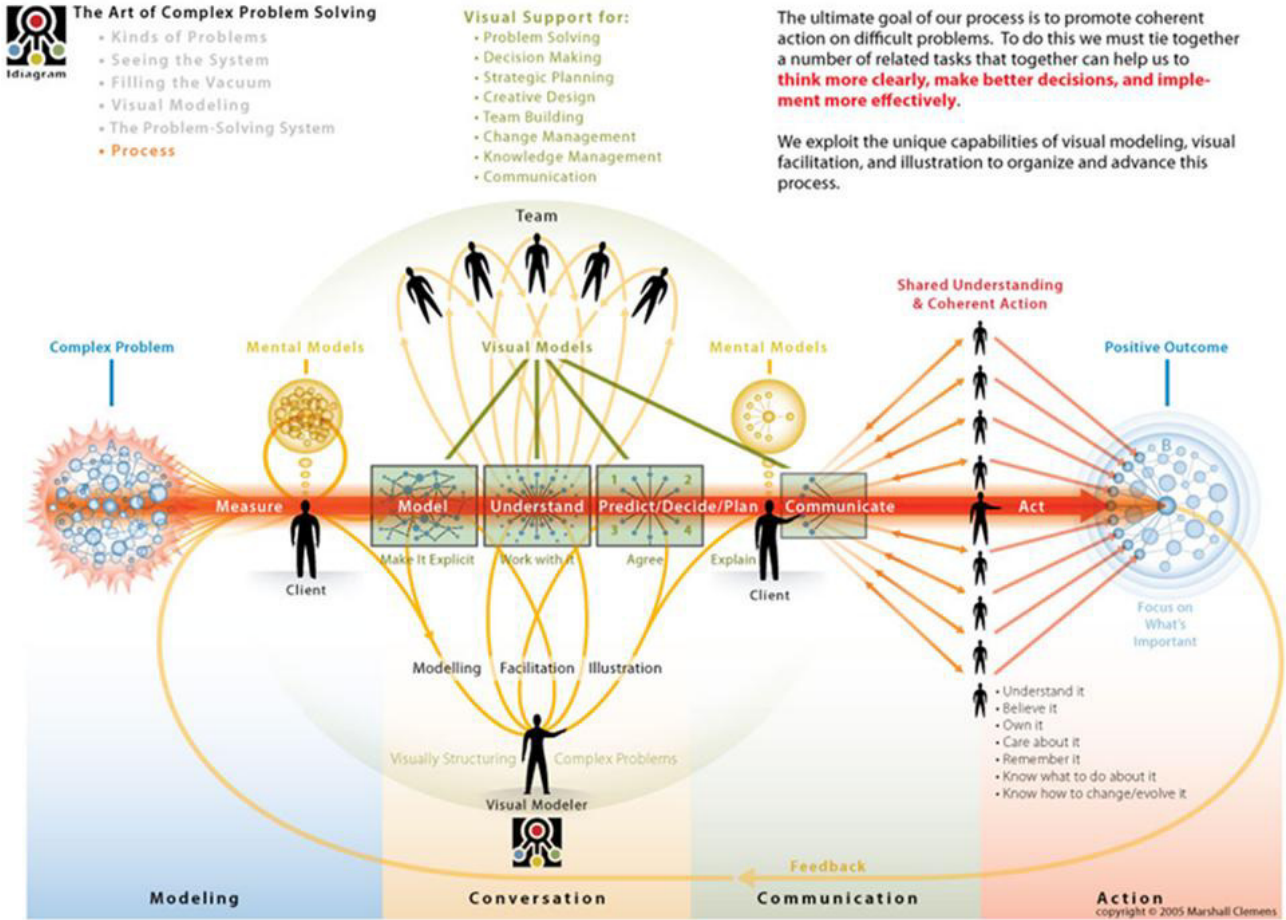 The Art of Complex Problem Solving
• Kinds of Problems
• Seeing the System
• Filling the Vacuum
• Visual Modeling
• The Problem-Solving System
• Process
Idiagram
Visual Support for:
• Problem Solving
• Decision Making
• Strategic Planning
• Creative Design
• Team Building
• Change Management
• Knowledge Management
• Communication
The ultimate goal of our process is to promote coherent
action on difficult problems. To do this we must tie together
a number of related tasks that together can help us to
think more clearly, make better decisions, and imple-
ment more effectively.
We exploit the unique capabilities of visual modeling, visual
facilitation, and illustration to organize and advance this
process.
Team
Shared Understanding
& Coherent Action
Complex Problem
Mental Models
Visual Models
Mental Models
Positive Outcome
A
B
1 2
Measure
Model
Understand
Predict/Decide/Plan
Communicate
Act
3 4
Make It Explicit
Work with it
Agree
Explain
Client
Client
Focus on
What's
Important
Modelling
Facilitation
Illustration
• Understand it
• Believe it
• Own it
• Care about it
• Remember it
• Know what to do about it
• Know how to change/evolve it
Visually Structuring
Complex Problems
Visual Modeler
Feedback
Modeling
Conversation
Communication
Action
copyright © 2005 Marshall Clemens